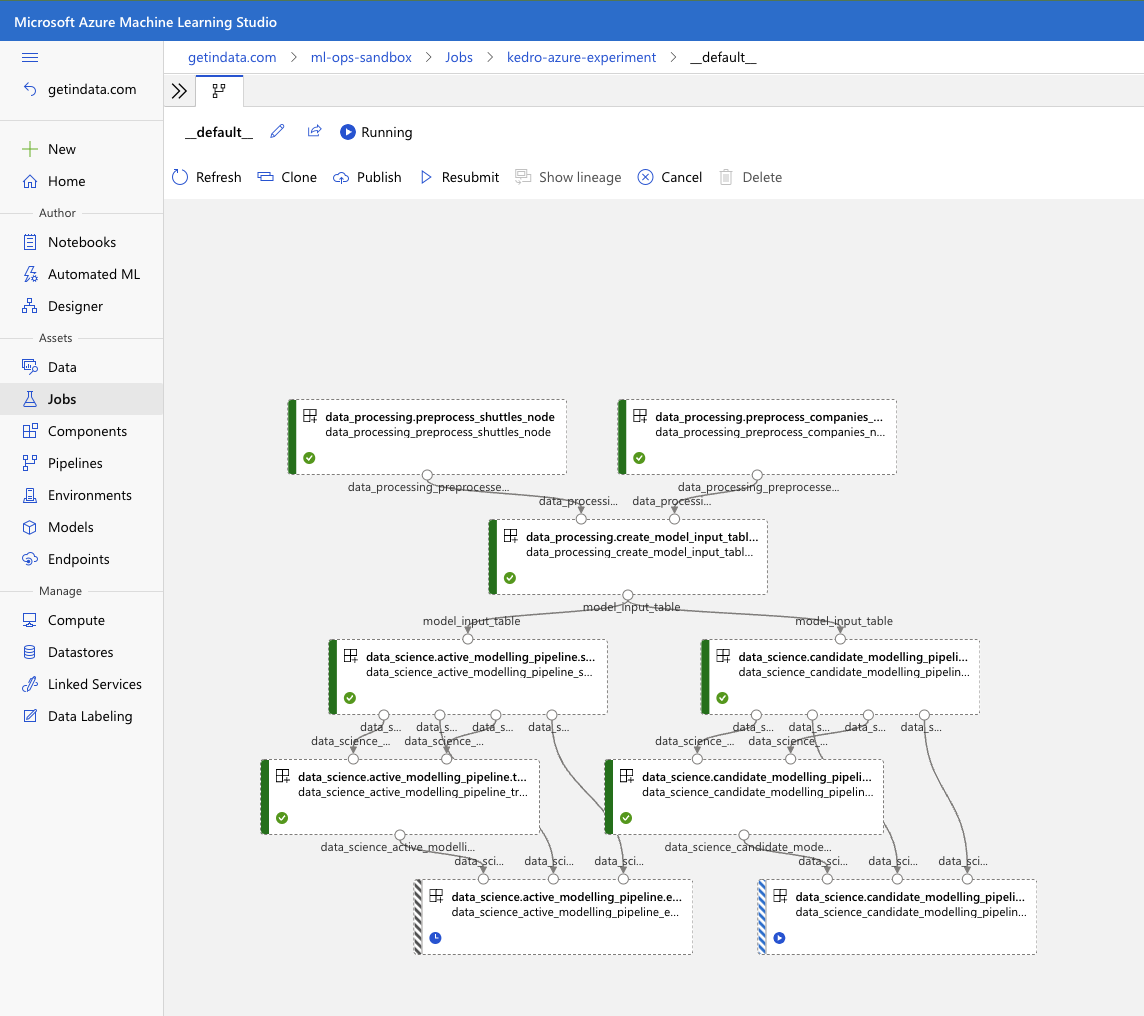 Microsoft Azure Machine Learning Studio
getindata.com
New
Home
Author
Notebooks
Automated ML
Designer
Assets
Data
Jobs
Components
Pipelines
Environments
Models
Endpoints
Manage
Compute
Datastores
Linked Services
Data Labeling
getindata.com > ml-ops-sandbox > Jobs > kedro-azure-experiment > __default__
__default__ Running
Refresh Clone Publish Resubmit Show lineage Cancel Delete
data_processing.preprocess_shuttles_node
data_processing_preprocess_shuttles_node
data_processing.preprocess_companies_...
data_processing_preprocess_companies_n...
data_processing_preprocesse... data_processing_preprocesse...
data_processi... data_processi...
data_processing.create_model_input_tabl...
data_processing_create_model_input_tabl...
model_input_table
model_input_table model_input_table
data_science.active_modelling_pipeline.s...
data_science_active_modelling_pipeline_s...
data_science.candidate_modelling_pipeli...
data_science_candidate_modelling_pipelin...
data_s... data_s... data_s... data_s... data_s... data_s... data_s... data_s...
data_science_... data_science_... data_science_... data_science_...
data_science.active_modelling_pipeline.t...
data_science_active_modelling_pipeline_tr...
data_science.candidate_modelling_pipeli...
data_science_candidate_modelling_pipelin...
data_science_active_modelli... data_science_candidate_mode...
data_sci... data_sci... data_sci... data_sci... data_sci... data_sci...
data_science.active_modelling_pipeline.e...
data_science_active_modelling_pipeline_e...
data_science.candidate_modelling_pipeli...
data_science_candidate_modelling_pipelin...